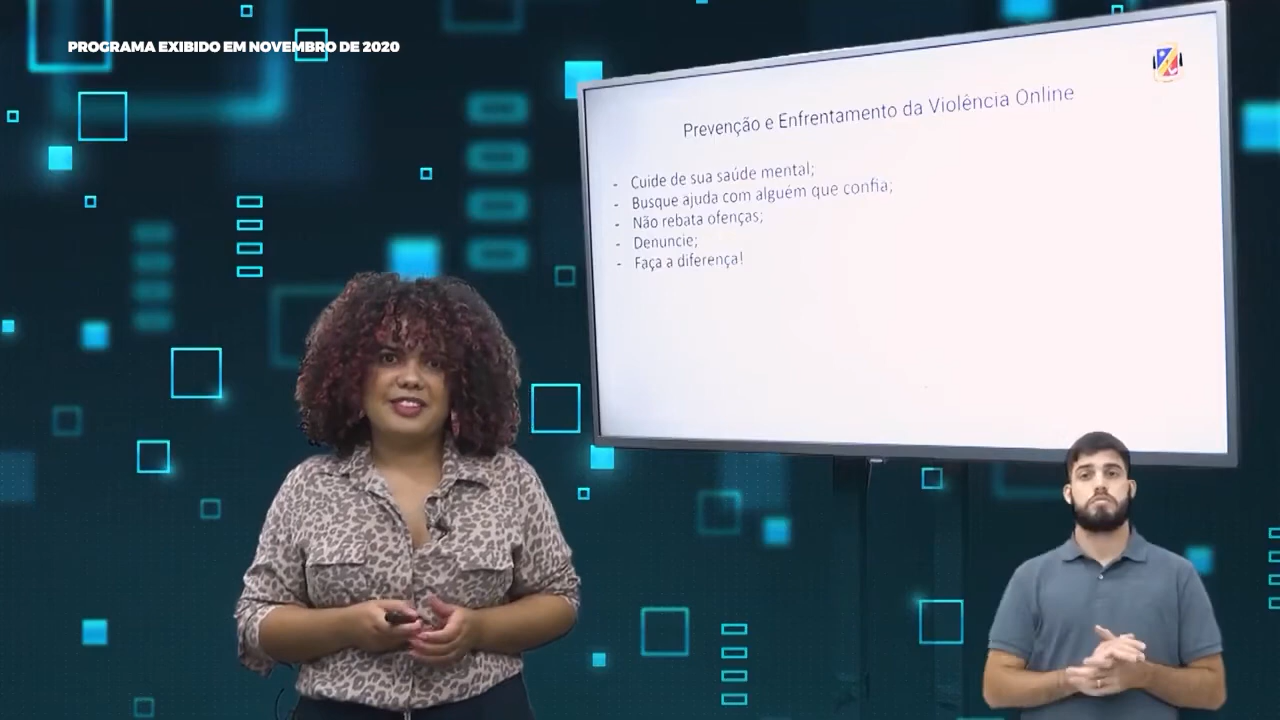 PROGRAMA EXIBIDO EM NOVEMBRO DE 2020
Prevenção e Enfrentamento da Violência Online
- Cuide de sua saúde mental;
- Busque ajuda com alguém que confia;
- Não rebata ofenças;
- Denuncie;
- Faça a diferença!